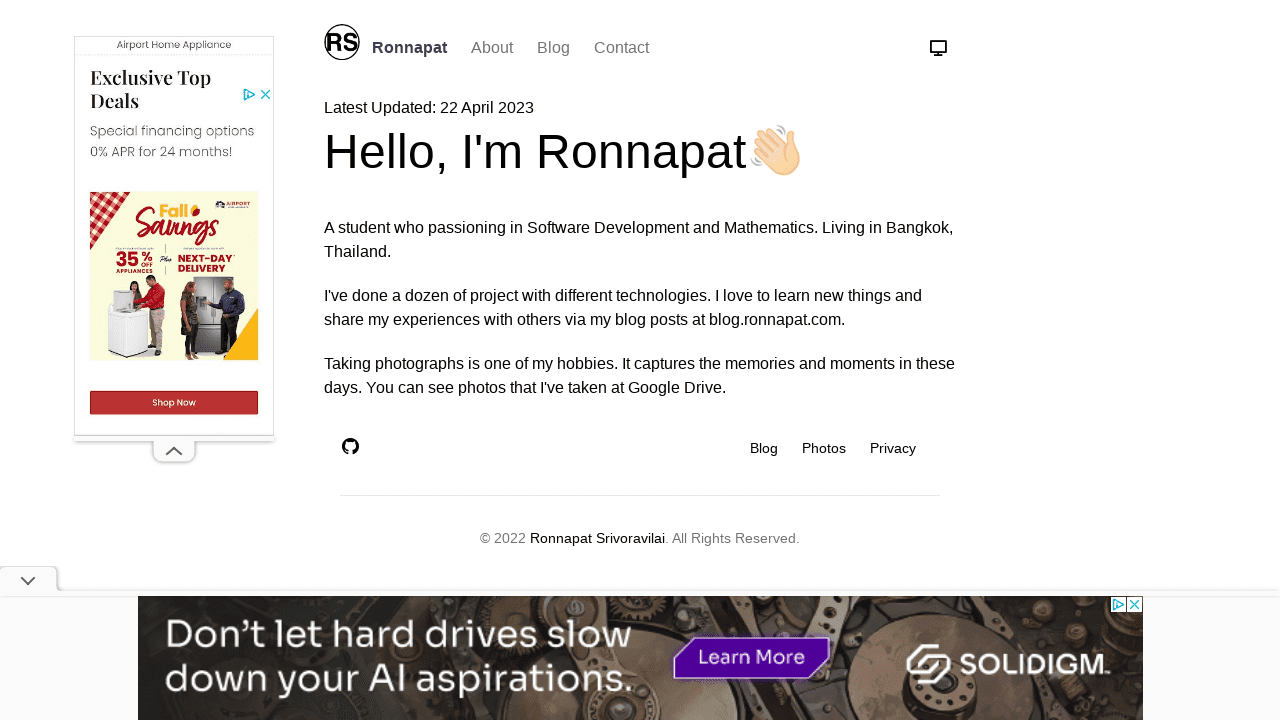 RS
Ronnapat About Blog Contact
Airport Home Appliance
Exclusive Top
Deals
Special financing options
0% APR for 24 months!
Fall
Savings
AIRPORT
35% OFF
APPLIANCES
Plus
NEXT-DAY
DELIVERY
Shop Now
Latest Updated: 22 April 2023
Hello, I'm Ronnapat
A student who passioning in Software Development and Mathematics. Living in Bangkok,
Thailand.
I've done a dozen of project with different technologies. I love to learn new things and
share my experiences with others via my blog posts at blog.ronnapat.com.
Taking photographs is one of my hobbies. It captures the memories and moments in these
days. You can see photos that I've taken at Google Drive.
Blog Photos Privacy
© 2022 Ronnapat Srivoravilai. All Rights Reserved.
Don't let hard drives slow
down your AI aspirations.
Learn More
SOLIDIGM